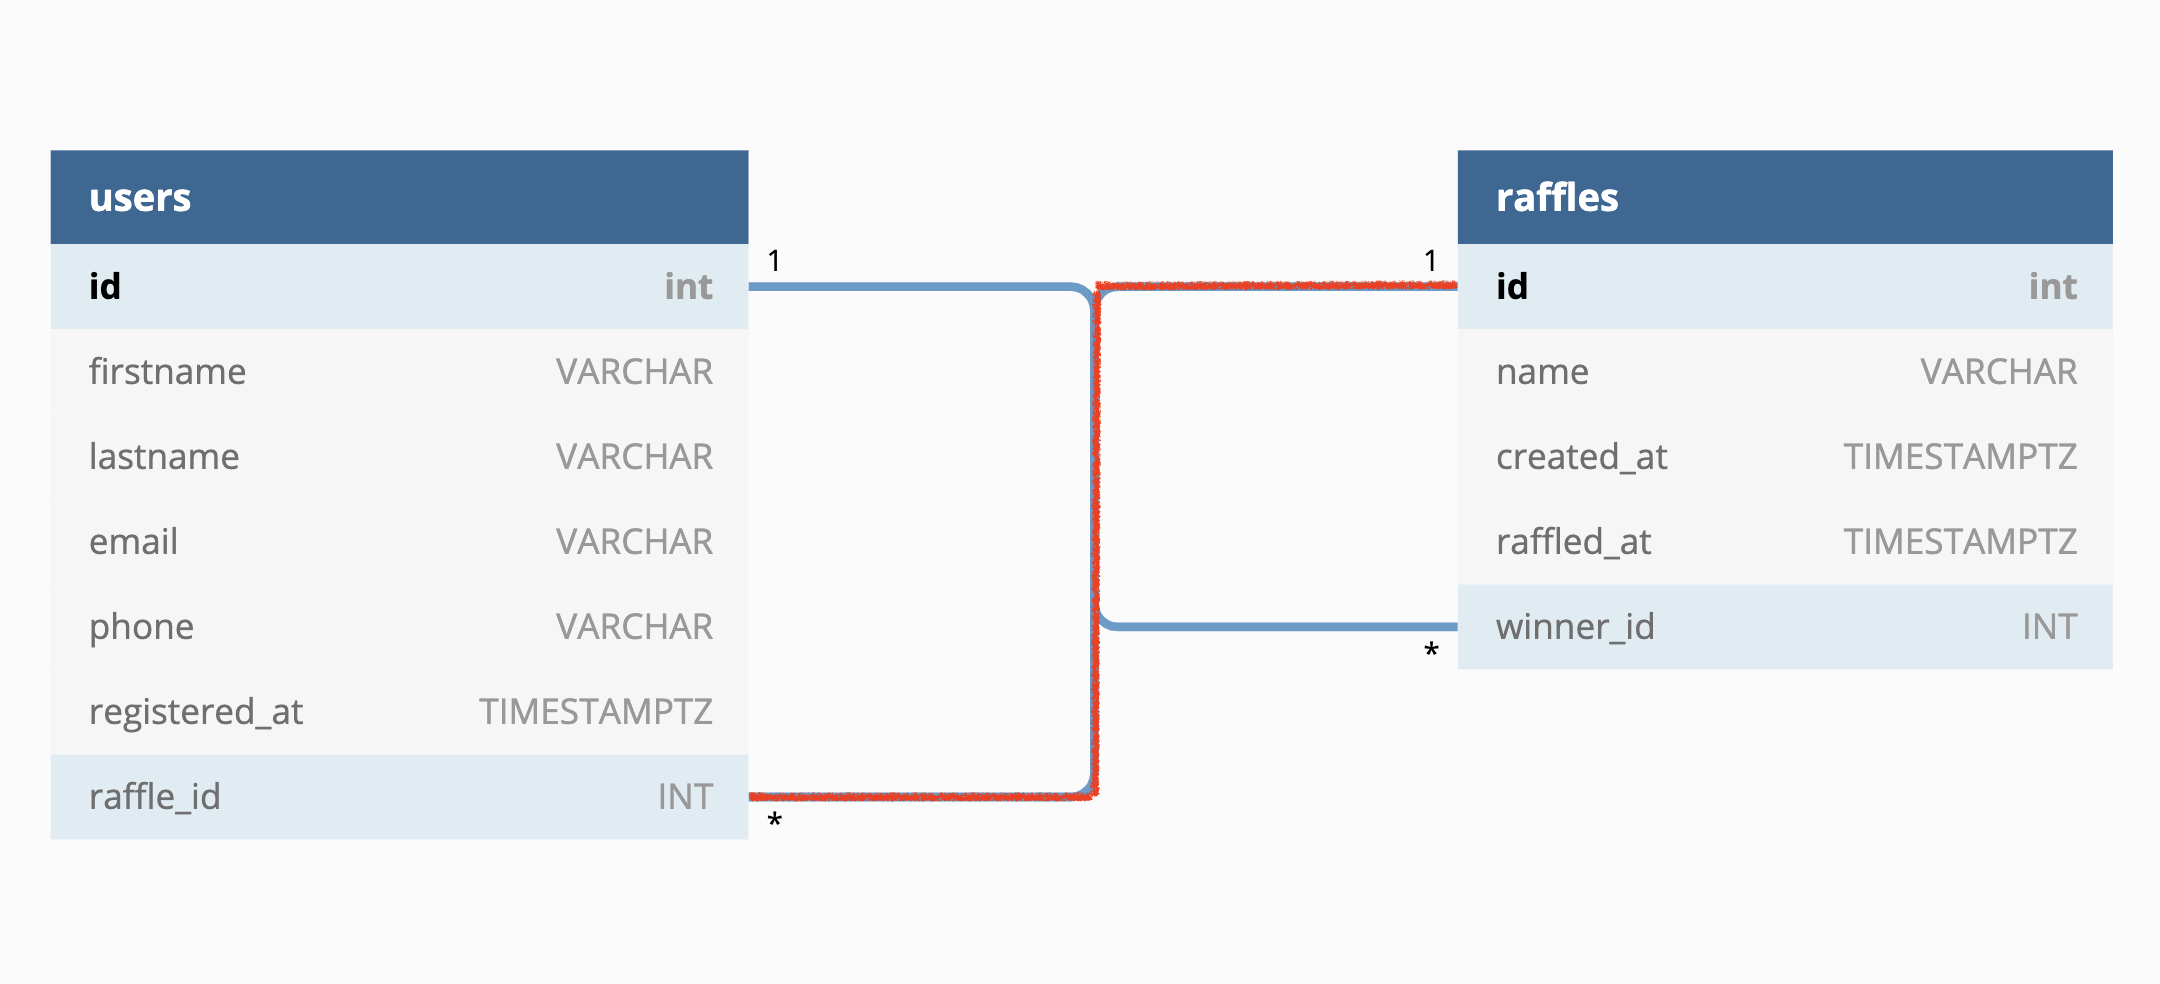 users
1
id int
firstname VARCHAR
lastname VARCHAR
email VARCHAR
phone VARCHAR
registered_at TIMESTAMPTZ
raffle_id INT
*
raffles
1
id int
name VARCHAR
created_at TIMESTAMPTZ
raffled_at TIMESTAMPTZ
winner_id INT
*